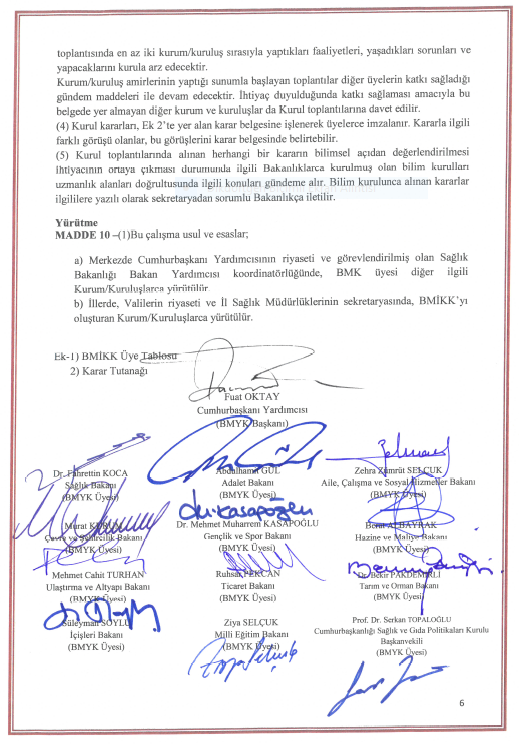 toplantısında en az iki kurum/kuruluş sırasıyla yaptıkları faaliyetleri, yaşadıkları sorunları ve
yapacaklarını kurula arz edecektir.
Kurum/kuruluş amirlerinin yaptığı sunumla başlayan toplantılar diğer üyelerin katkı sağladığı
gündem maddeleri ile devam edecektir. İhtiyaç duyulduğunda katkı sağlaması amacıyla bu
belgede yer almayan diğer kurum ve kuruluşlar da Kurul toplantılarına davet edilir.
(4) Kurul kararları, Ek 2'te yer alan karar belgesine işlenerek üyelerce imzalanır. Kararla ilgili
farklı görüşü olanlar, bu görüşlerini karar belgesinde belirtebilir.
(5) Kurul toplantılarında alınan herhangi bir kararın bilimsel açıdan değerlendirilmesi
ihtiyacının ortaya çıkması durumunda ilgili Bakanlıklarca kurulmuş olan bilim kurulları
uzmanlık alanları doğrultusunda ilgili konuları gündeme alır. Bilim kurulunca alınan kararlar
ilgililere yazılı olarak sekretaryadan sorumlu Bakanlıkça iletilir.
Yürütme
MADDE 10 –(1)Bu çalışma usul ve esaslar;
a) Merkezde Cumhurbaşkanı Yardımcısının riyaseti ve görevlendirilmiş olan Sağlık
Bakanlığı Bakan Yardımcısı koordinatörlüğünde, BMK üyesi diğer ilgili
Kurum/Kuruluşlarca yürütülür.
b) İllerde, Valilerin riyaseti ve İl Sağlık Müdürlüklerinin sekretaryasında, BMİKK'yı
oluşturan Kurum/Kuruluşlarca yürütülür.
Ek-1) BMİKK Üye Tablosu
2) Karar Tutanağı
Fuat OKTAY
Cumhurbaşkanı Yardımcısı
(BMYK Başkanı)
Dr. Fahrettin KOCA
Sağlık Bakanı
(BMYK Üyesi)
Abdulhamit GÜL
Adalet Bakanı
(BMYK Üyesi)
Zehra Zümrüt SELÇUK
Aile, Çalışma ve Sosyal Hizmetler Bakanı
(BMYK Üyesi)
Murat KURUM
Çevre ve Şehircilik Bakanı
(BMYK Üyesi)
Dr. Mehmet Muharrem KASAPOĞLU
Gençlik ve Spor Bakanı
(BMYK Üyesi)
Berat ALBAYRAK
Hazine ve Maliye Bakanı
(BMYK Üyesi)
Mehmet Cahit TURHAN
Ulaştırma ve Altyapı Bakanı
(BMYK Üyesi)
Ruhsar PEKCAN
Ticaret Bakanı
(BMYK Üyesi)
Dr. Bekir PAKDEMİRLİ
Tarım ve Orman Bakanı
(BMYK Üyesi)
Süleyman SOYLU
İçişleri Bakanı
(BMYK Üyesi)
Ziya SELÇUK
Milli Eğitim Bakanı
(BMYK Üyesi)
Prof. Dr. Serkan TOPALOĞLU
Cumhurbaşkanlığı Sağlık ve Gıda Politikaları Kurulu
Başkanvekili
(BMYK Üyesi)
6